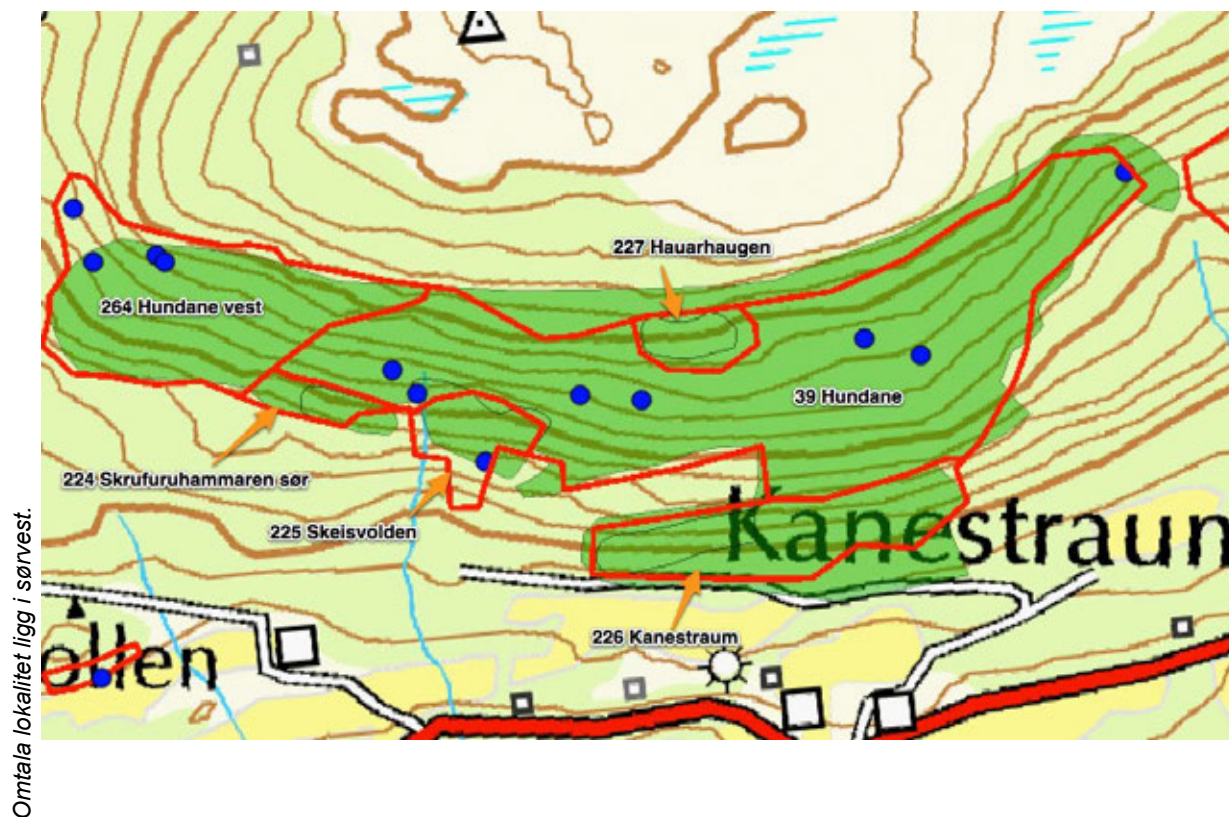 227 Hauarhaugen
264 Hundane vest
39 Hundane
224 Skrufuruhammaren sør
225 Skeisvolden
Kanestraun
226 Kanestraum
ollen
Omtala lokalitet ligg i sørvest.